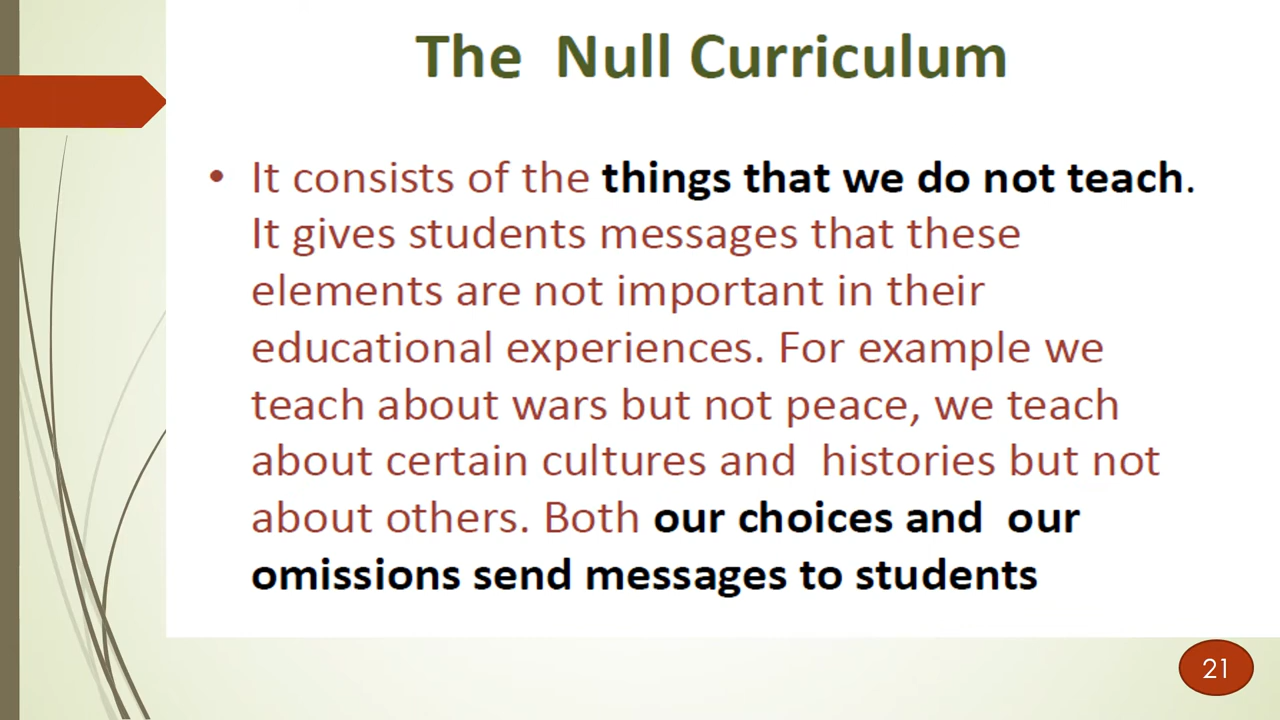 The  Null Curriculum
• It consists of the things that we do not teach.
It gives students messages that these
elements are not important in their
educational experiences. For example we
teach about wars but not peace, we teach
about certain cultures and  histories but not
about others. Both our choices and  our
omissions send messages to students
21